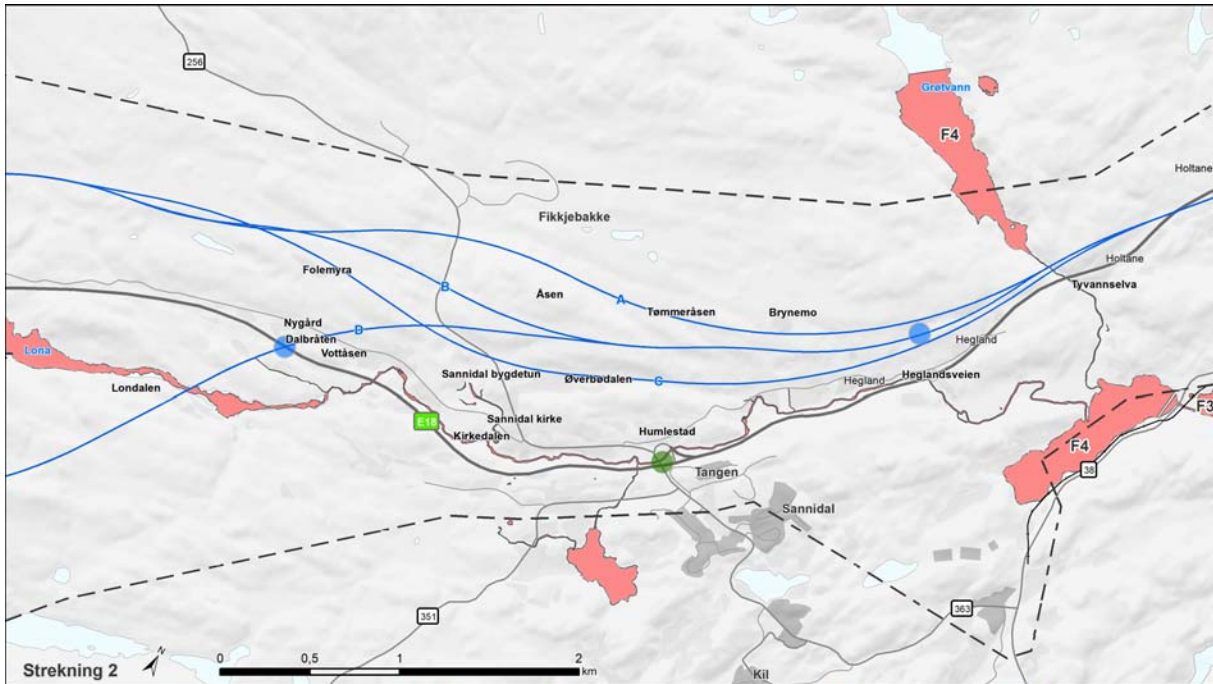 256
Grøtvann
F4
Holtane
Fikkjebakke
Holtane
Folemyra
Tyvannselva
B
Åsen
A
Tømmeråsen
Brynemo
Nygård
D
Dalbråten
Hegland
Lona
Vottåsen
Sannidal bygdetun
Øverbødalen
C
Hegland
Heglandsveien
Londalen
F3
E18
Sannidal kirke
Kirkedalen
Humlestad
F4
Tangen
38
Sannidal
351
363
N
Strekning 2
0 0,5 1 2
km
Kil